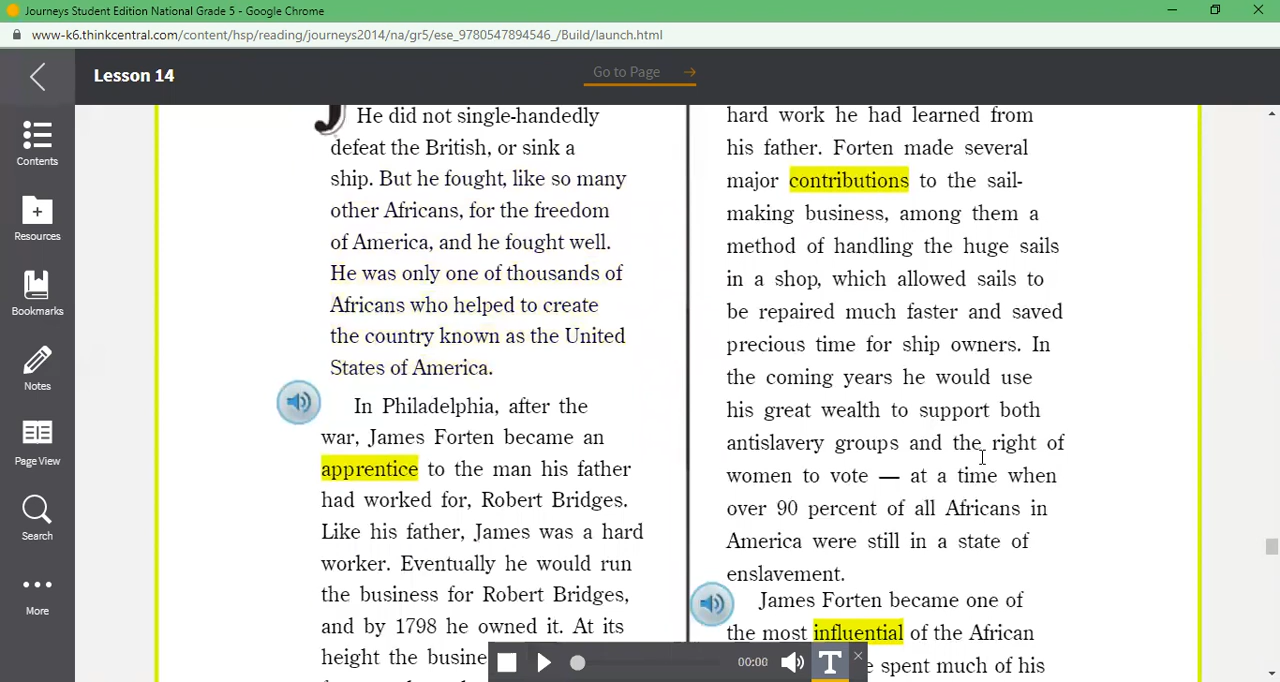 Journeys Student Edition National Grade 5 - Google Chrome
www-k6.thinkcentral.com/content/hsp/reading/journeys2014/na/gr5/ese_9780547894546_/Build/launch.html
Lesson 14
Go to Page →
Contents
Resources
Bookmarks
Notes
Page View
Search
More
J
He did not single-handedly
defeat the British, or sink a
ship. But he fought, like so many
other Africans, for the freedom
of America, and he fought well.
He was only one of thousands of
Africans who helped to create
the country known as the United
States of America.
In Philadelphia, after the
war, James Forten became an
apprentice to the man his father
had worked for, Robert Bridges.
Like his father, James was a hard
worker. Eventually he would run
the business for Robert Bridges,
and by 1798 he owned it. At its
height the busine
hard work he had learned from
his father. Forten made several
major contributions to the sail-
making business, among them a
method of handling the huge sails
in a shop, which allowed sails to
be repaired much faster and saved
precious time for ship owners. In
the coming years he would use
his great wealth to support both
antislavery groups and the right of
women to vote — at a time when
over 90 percent of all Africans in
America were still in a state of
enslavement.
James Forten became one of
the most influential of the African
e spent much of his
00:00
T